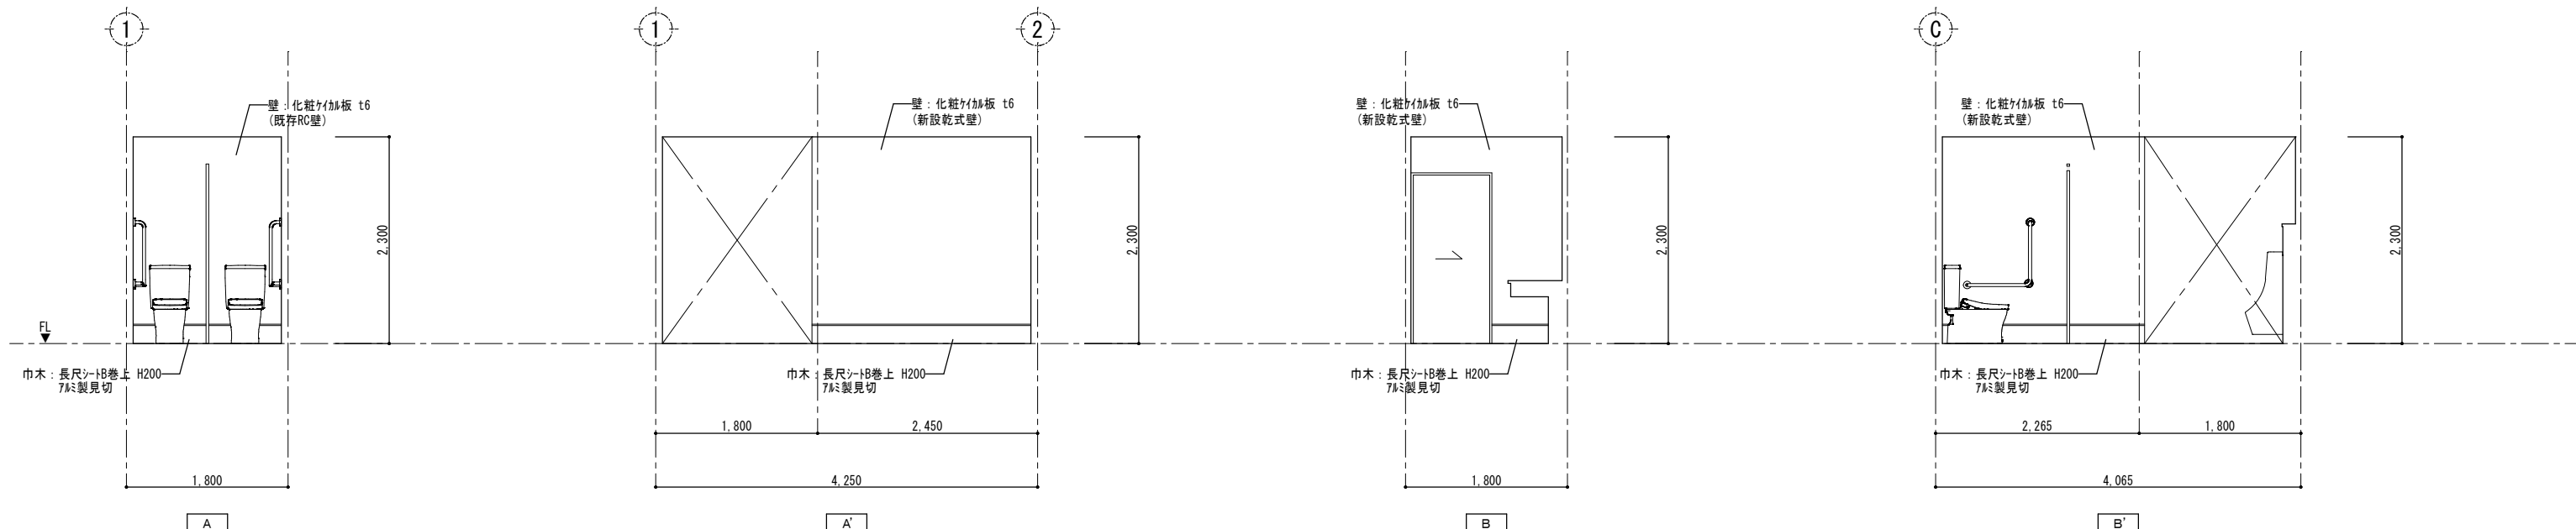 1
1
2
C
壁：化粧ｹｲｶﾙ板 t6
(既存RC壁)
壁：化粧ｹｲｶﾙ板 t6
(新設乾式壁)
壁：化粧ｹｲｶﾙ板 t6
(新設乾式壁)
壁：化粧ｹｲｶﾙ板 t6
(新設乾式壁)
2,300
2,300
2,300
2,300
FL
巾木：長尺ｼｰﾄB巻上 H200
ｱﾙﾐ製見切
巾木：長尺ｼｰﾄB巻上 H200
ｱﾙﾐ製見切
巾木：長尺ｼｰﾄB巻上 H200
ｱﾙﾐ製見切
巾木：長尺ｼｰﾄB巻上 H200
ｱﾙﾐ製見切
1,800
2,450
2,265
1,800
1,800
4,250
1,800
4,065
A
A'
B
B'